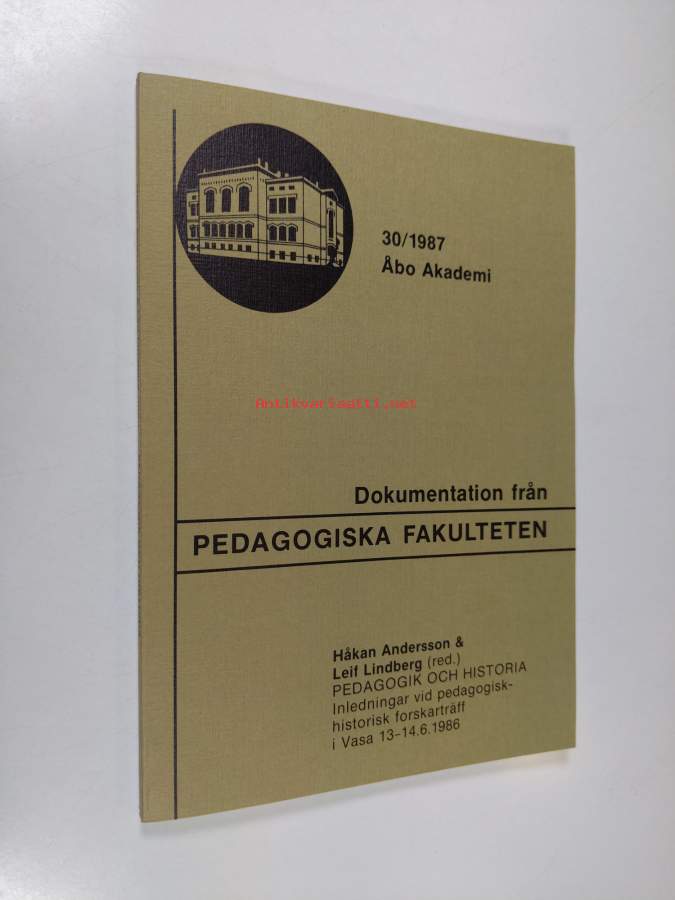 30/1987
Åbo Akademi
Antikvariaatti.net
Dokumentation från
PEDAGOGISKA FAKULTETEN
Håkan Andersson &
Leif Lindberg (red.)
PEDAGOGIK OCH HISTORIA
Inledningar vid pedagogisk-
historisk forskarträff
i Vasa 13-14.6.1986